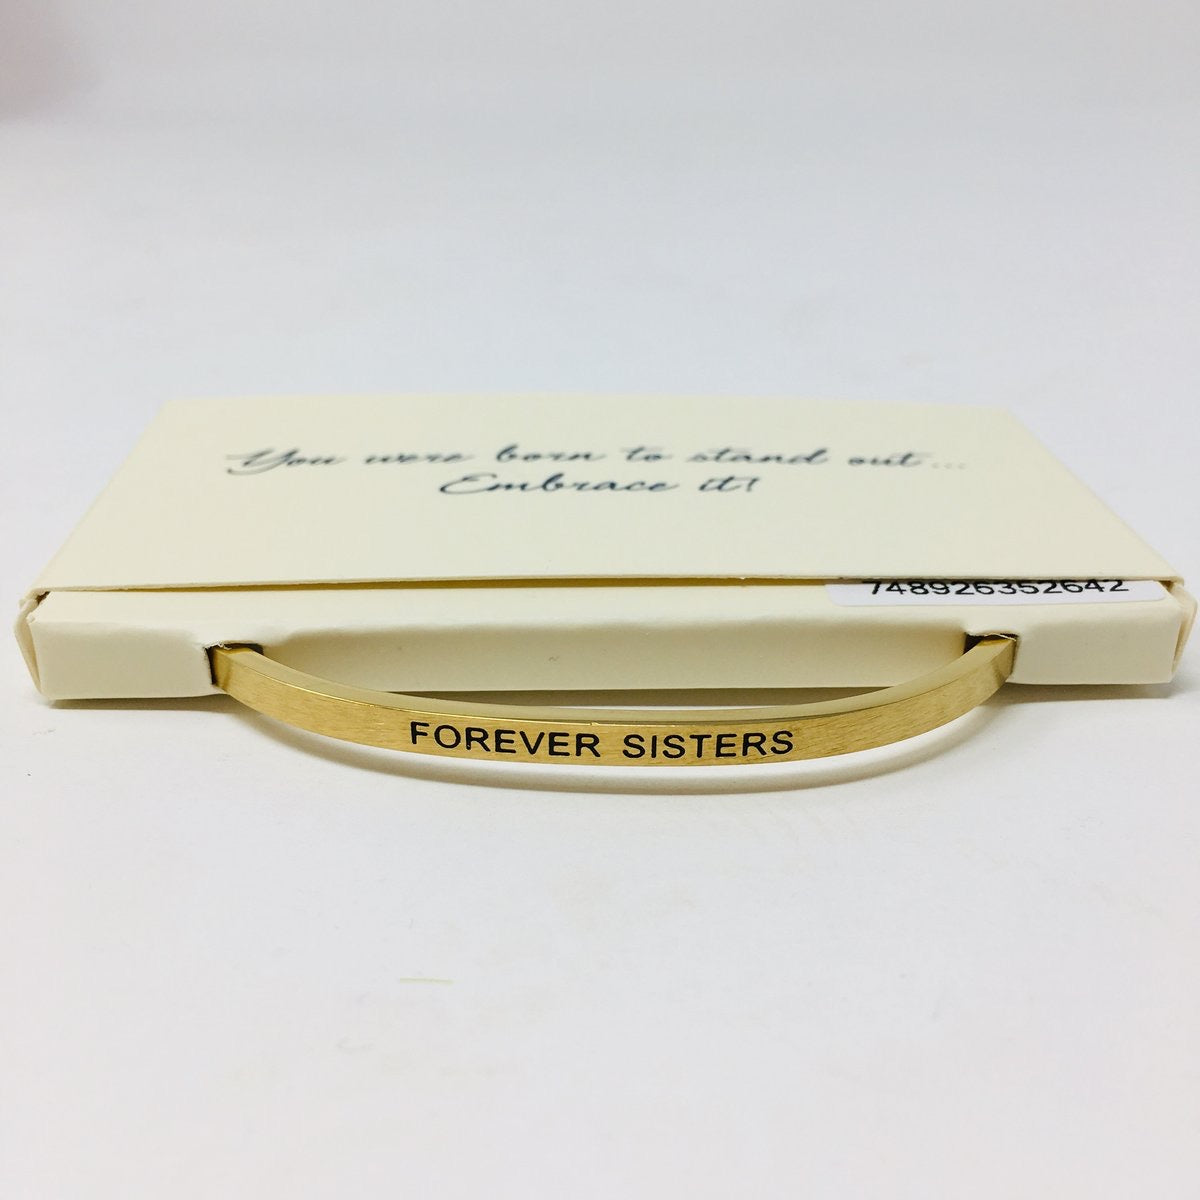 You were born to stand out...
Embrace it!
748926352642
FOREVER SISTERS